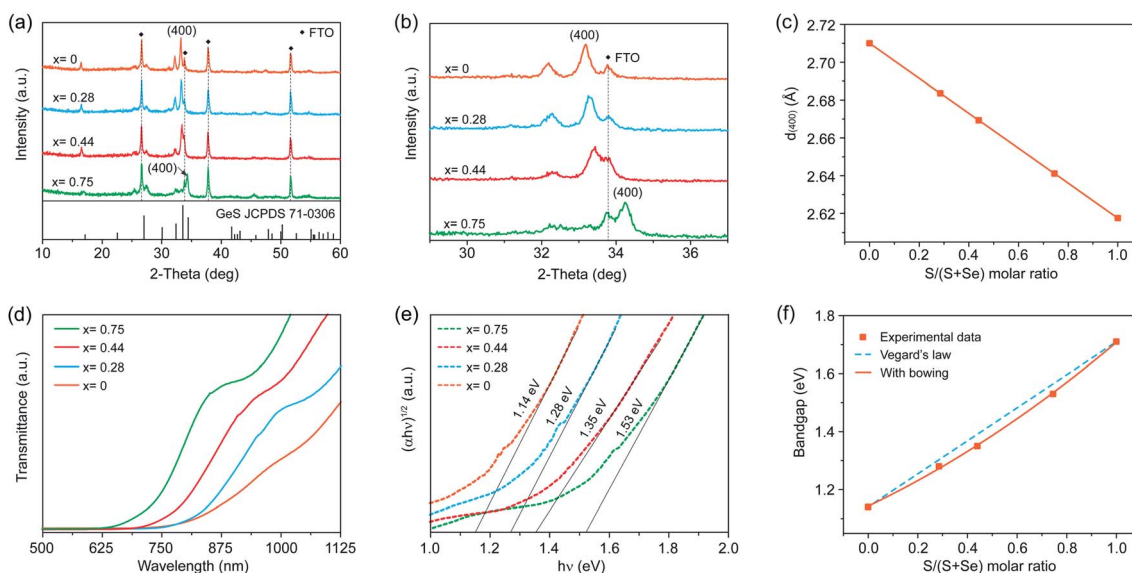 (a)
(400)
◆ FTO
x= 0
x= 0.28
x= 0.44
(400)
x= 0.75
GeS JCPDS 71-0306
Intensity (a.u.)
10 20 30 40 50 60
2-Theta (deg)
(b)
(400)
◆ FTO
x= 0
x= 0.28
x= 0.44
(400)
x= 0.75
Intensity (a.u.)
30 31 32 33 34 35 36
2-Theta (deg)
(c)
2.72
2.70
2.68
2.66
2.64
2.62
d(400) (Å)
0.0 0.2 0.4 0.6 0.8 1.0
S/(S+Se) molar ratio
(d)
x= 0.75
x= 0.44
x= 0.28
x= 0
Transmittance (a.u.)
500 625 750 875 1000 1125
Wavelength (nm)
(e)
x= 0.75
x= 0.44
x= 0.28
x= 0
1.14 eV
1.28 eV
1.35 eV
1.53 eV
(αhν)1/2 (a.u.)
1.0 1.2 1.4 1.6 1.8 2.0
hν (eV)
(f)
1.8
1.6
1.4
1.2
Experimental data
Vegard's law
With bowing
Bandgap (eV)
0.0 0.2 0.4 0.6 0.8 1.0
S/(S+Se) molar ratio